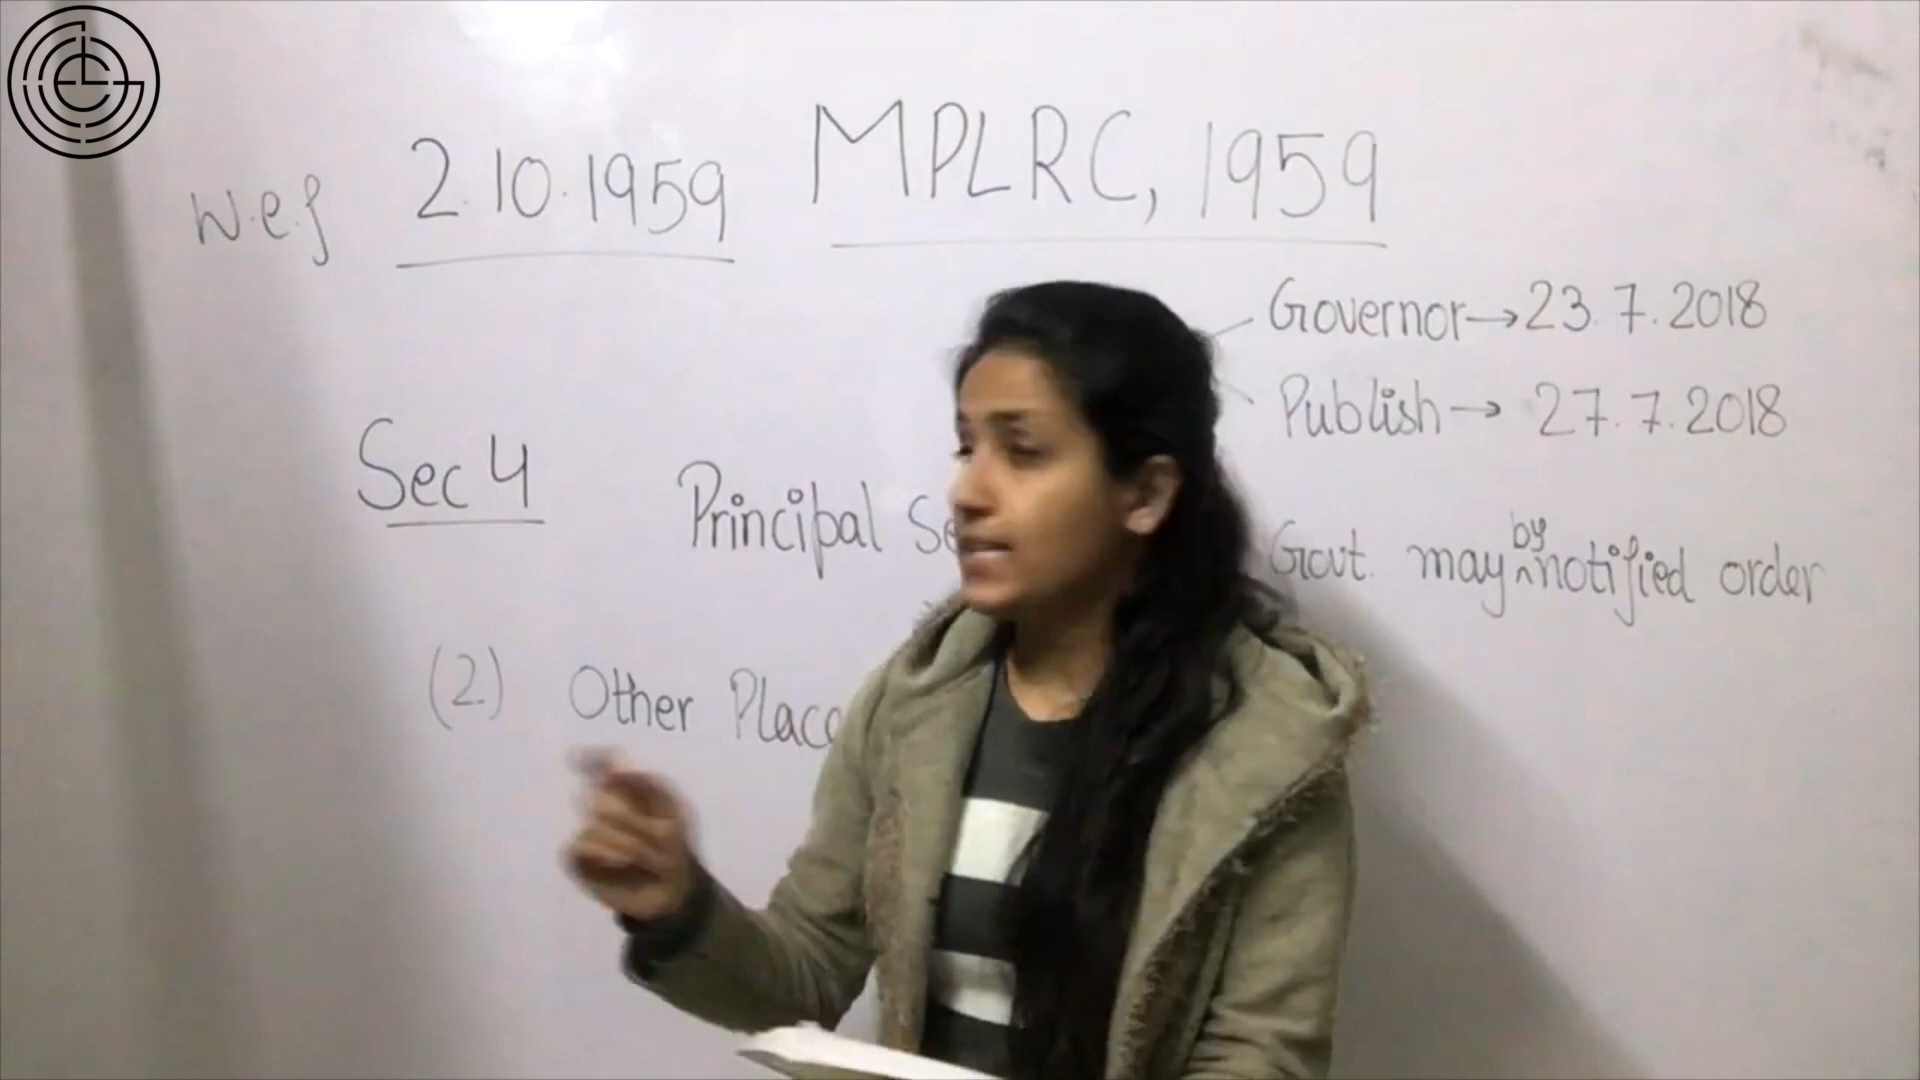 w.e.f 2.10.1959 MPLRC, 1959
Governor→23.7.2018
Publish→ 27.7.2018
Sec 4
Principal Govt. may by notified order
(2.) Other Place